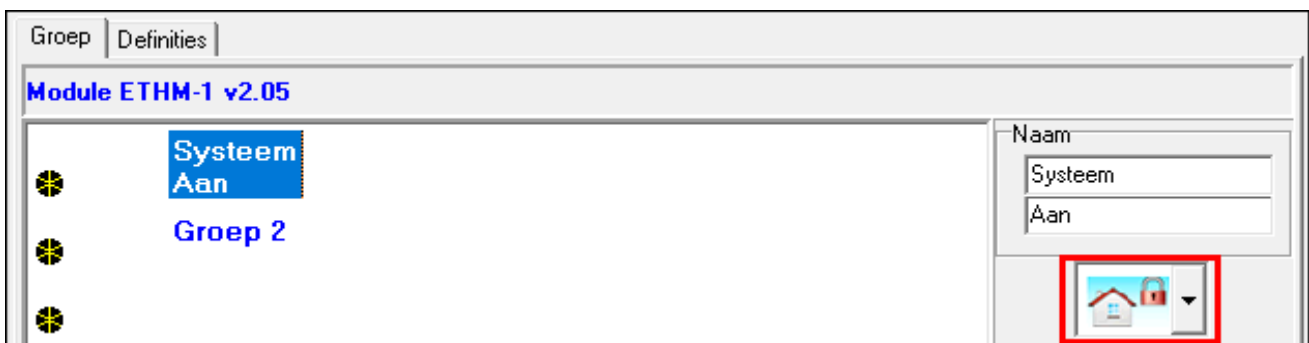 Groep Definities
Module ETHM-1 v2.05
Systeem
Aan
Groep 2
Naam
Systeem
Aan